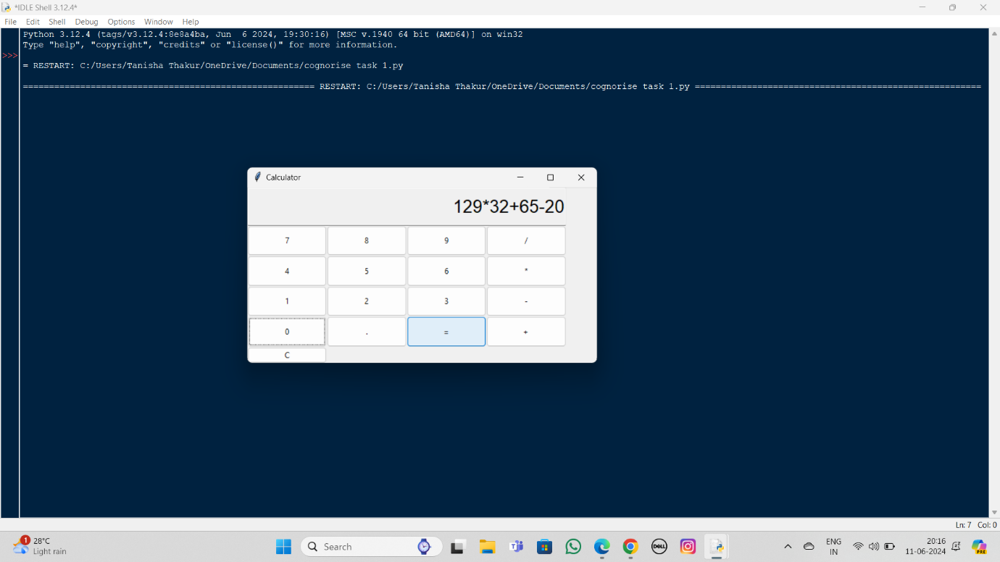 *IDLE Shell 3.12.4*
File Edit Shell Debug Options Window Help
Python 3.12.4 (tags/v3.12.4:8e8a4ba, Jun  6 2024, 19:30:16) [MSC v.1940 64 bit (AMD64)] on win32
Type "help", "copyright", "credits" or "license()" for more information.
>>>
= RESTART: C:/Users/Tanisha Thakur/OneDrive/Documents/cognorise task 1.py
======================================================== RESTART: C:/Users/Tanisha Thakur/OneDrive/Documents/cognorise task 1.py =======================================================
Calculator
129*32+65-20
7 8 9 /
4 5 6 *
1 2 3 -
0 . = +
C
Ln: 7 Col: 0
1
28°C
Light rain
Search
DELL
PRE
ENG
IN
20:16
11-06-2024